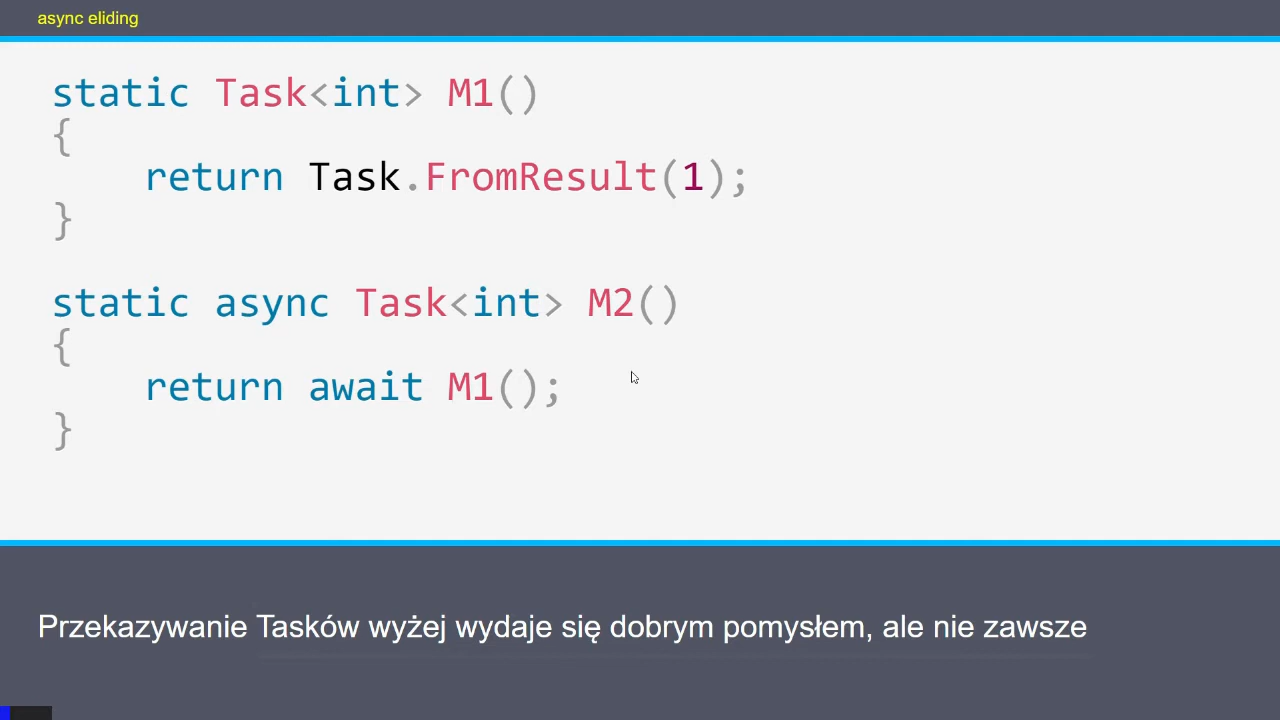 async eliding
static Task<int> M1()
{
    return Task.FromResult(1);
}
static async Task<int> M2()
{
    return await M1();
}
Przekazywanie Tasków wyżej wydaje się dobrym pomysłem, ale nie zawsze